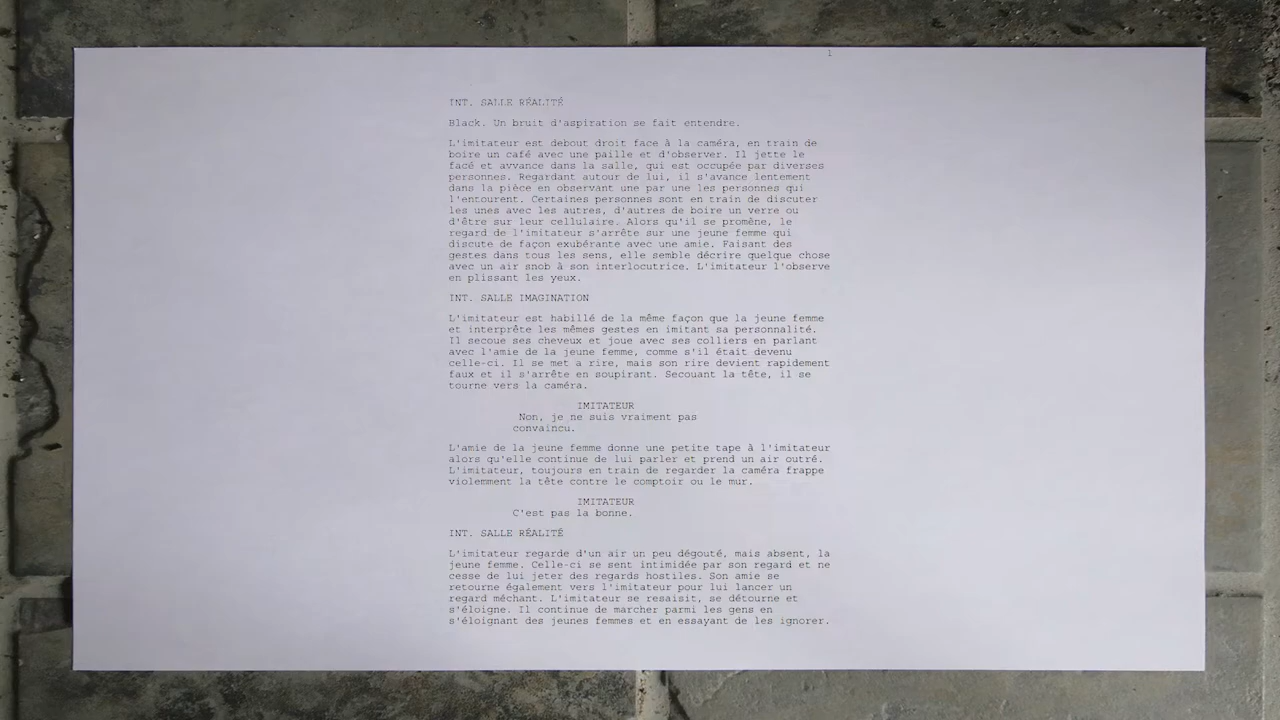 1
INT. SALLE RÉALITÉ
Black. Un bruit d'aspiration se fait entendre.
L'imitateur est debout droit face à la caméra, en train de
boire un café avec une paille et d'observer. Il jette le
facé et avvance dans la salle, qui est occupée par diverses
personnes. Regardant autour de lui, il s'avance lentement
dans la pièce en observant une par une les personnes qui
l'entourent. Certaines personnes sont en train de discuter
les unes avec les autres, d'autres de boire un verre ou
d'être sur leur cellulaire. Alors qu'il se promène, le
regard de l'imitateur s'arrête sur une jeune femme qui
discute de façon exubérante avec une amie. Faisant des
gestes dans tous les sens, elle semble décrire quelque chose
avec un air snob à son interlocutrice. L'imitateur l'observe
en plissant les yeux.
INT. SALLE IMAGINATION
L'imitateur est habillé de la même façon que la jeune femme
et interprète les mêmes gestes en imitant sa personnalité.
Il secoue ses cheveux et joue avec ses colliers en parlant
avec l'amie de la jeune femme, comme s'il était devenu
celle-ci. Il se met a rire, mais son rire devient rapidement
faux et il s'arrête en soupirant. Secouant la tête, il se
tourne vers la caméra.
IMITATEUR
Non, je ne suis vraiment pas
convaincu.
L'amie de la jeune femme donne une petite tape à l'imitateur
alors qu'elle continue de lui parler et prend un air outré.
L'imitateur, toujours en train de regarder la caméra frappe
violemment la tête contre le comptoir ou le mur.
IMITATEUR
C'est pas la bonne.
INT. SALLE RÉALITÉ
L'imitateur regarde d'un air un peu dégouté, mais absent, la
jeune femme. Celle-ci se sent intimidée par son regard et ne
cesse de lui jeter des regards hostiles. Son amie se
retourne également vers l'imitateur pour lui lancer un
regard méchant. L'imitateur se resaisit, se détourne et
s'éloigne. Il continue de marcher parmi les gens en
s'éloignant des jeunes femmes et en essayant de les ignorer.